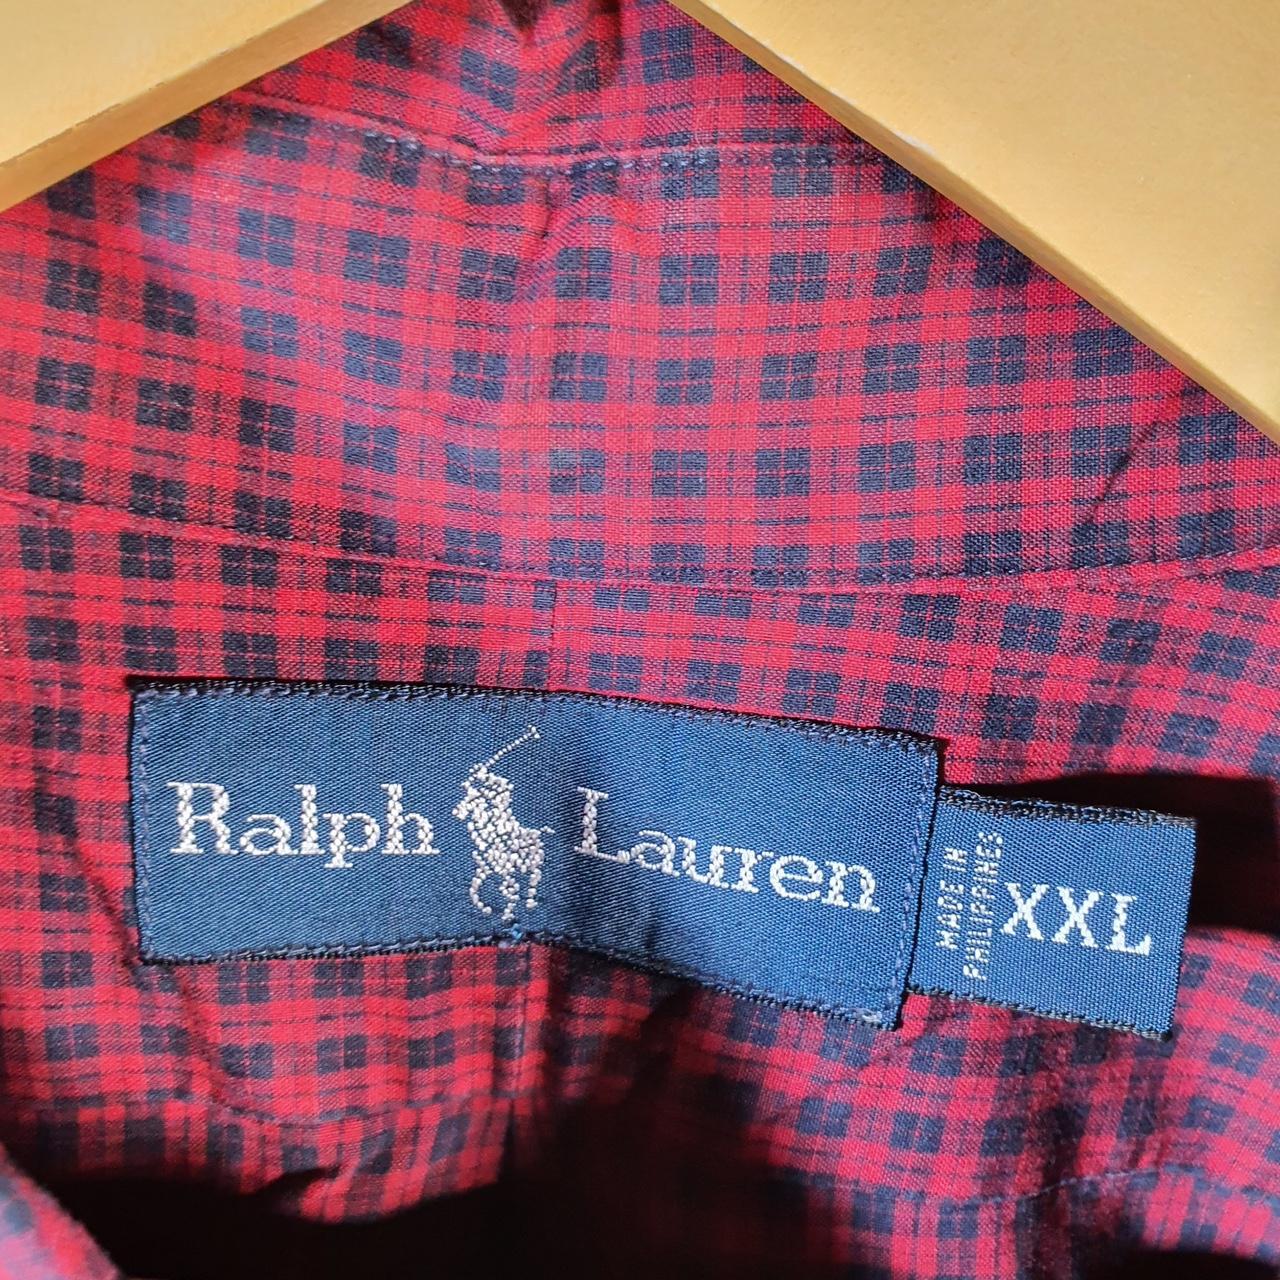 Ralph Lauren
MADE IN
PHILIPPINES
XXL